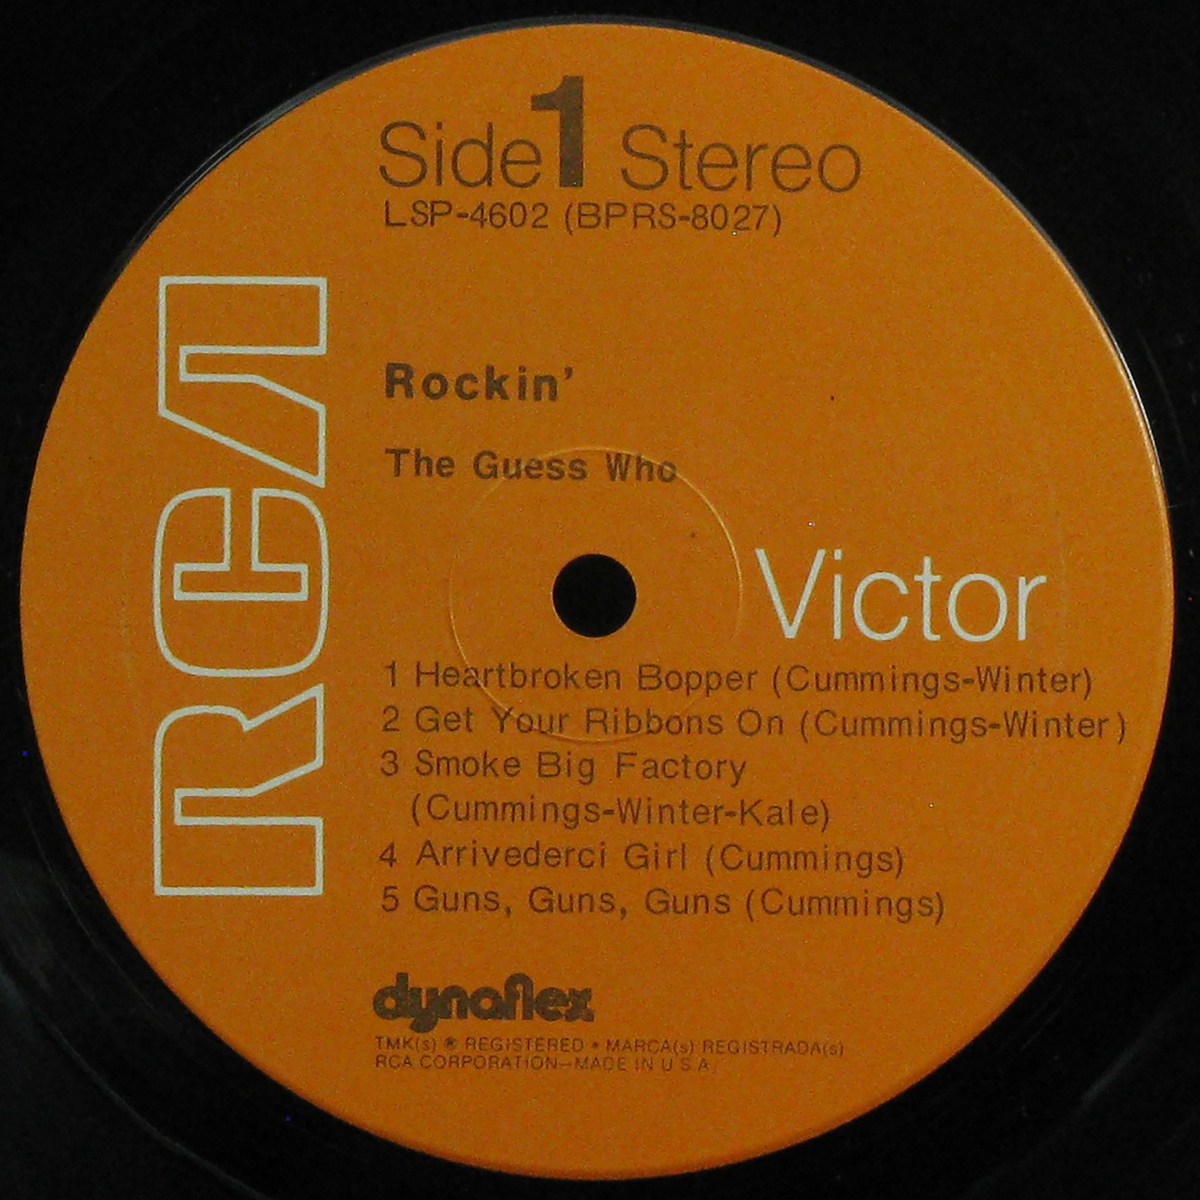 Side 1 Stereo
LSP-4602 (BPRS-8027)
RCA
Rockin'
The Guess Who
Victor
1 Heartbroken Bopper (Cummings-Winter)
2 Get Your Ribbons On (Cummings-Winter)
3 Smoke Big Factory
(Cummings-Winter-Kale)
4 Arrivederci Girl (Cummings)
5 Guns, Guns, Guns (Cummings)
dynaflex
TMK(s) ® REGISTERED • MARCA(s) REGISTRADA(s)
RCA CORPORATION—MADE IN U.S.A.